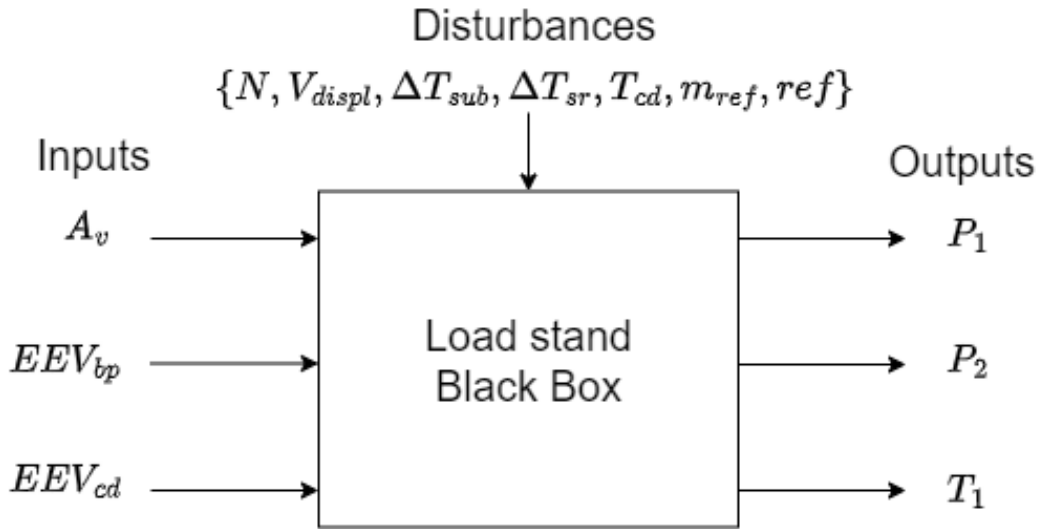 Disturbances
{N, V_displ, ΔT_sub, ΔT_sr, T_cd, m_ref, ref}
Inputs
Outputs
A_v
P_1
EEV_bp
Load stand
Black Box
P_2
EEV_cd
T_1